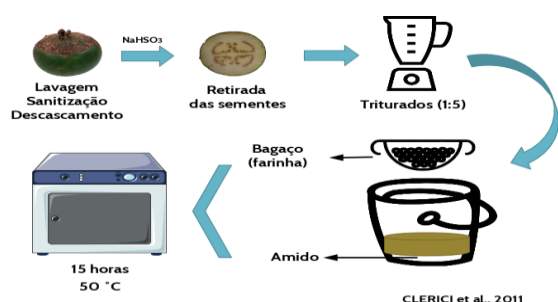 NaHSO₃
Lavagem
Sanitização
Descascamento
Retirada
das sementes
Triturados (1:5)
Bagaço
(farinha)
Amido
15 horas
50 °C
CLERICI et al., 2011